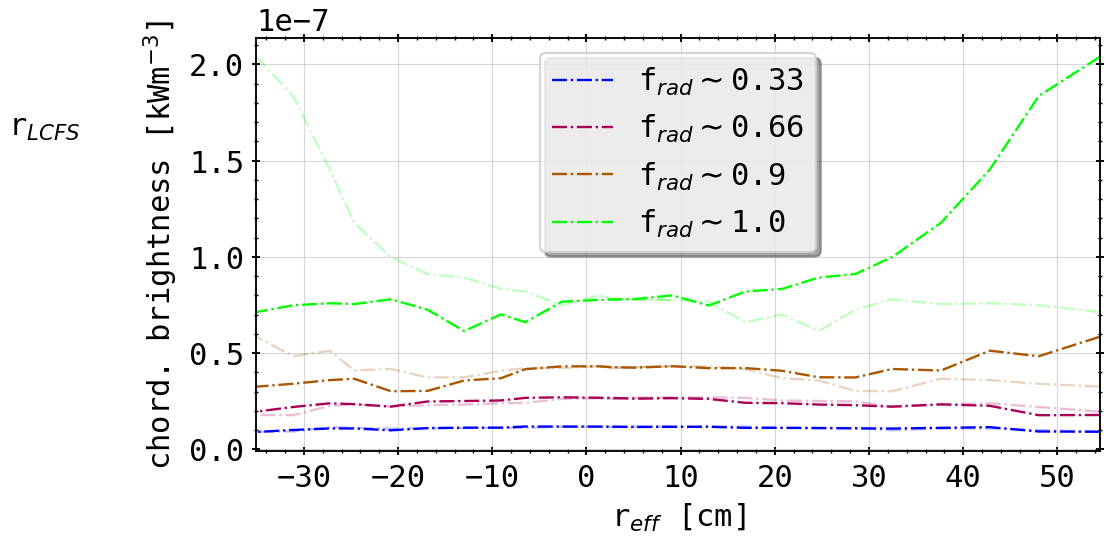 1e−7
chord. brightness [kWm⁻³]
r_LCFS
2.0
1.5
1.0
0.5
0.0
f_rad ∼ 0.33
f_rad ∼ 0.66
f_rad ∼ 0.9
f_rad ∼ 1.0
−30 −20 −10 0 10 20 30 40 50
r_eff [cm]